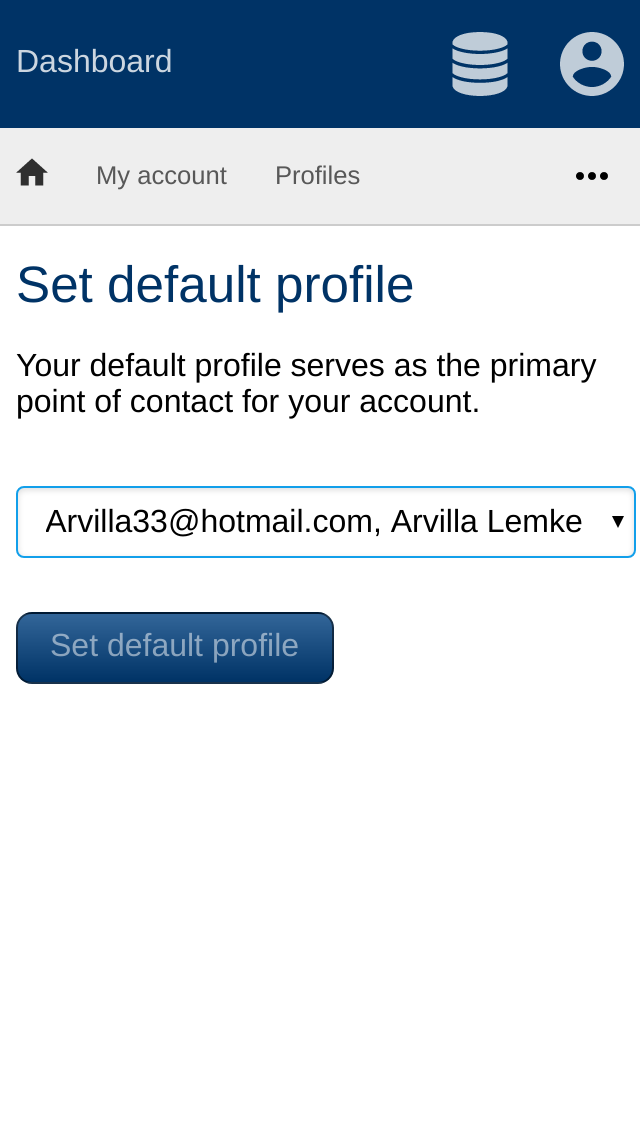 Dashboard
My account Profiles
Set default profile
Your default profile serves as the primary
point of contact for your account.
Arvilla33@hotmail.com, Arvilla Lemke
Set default profile